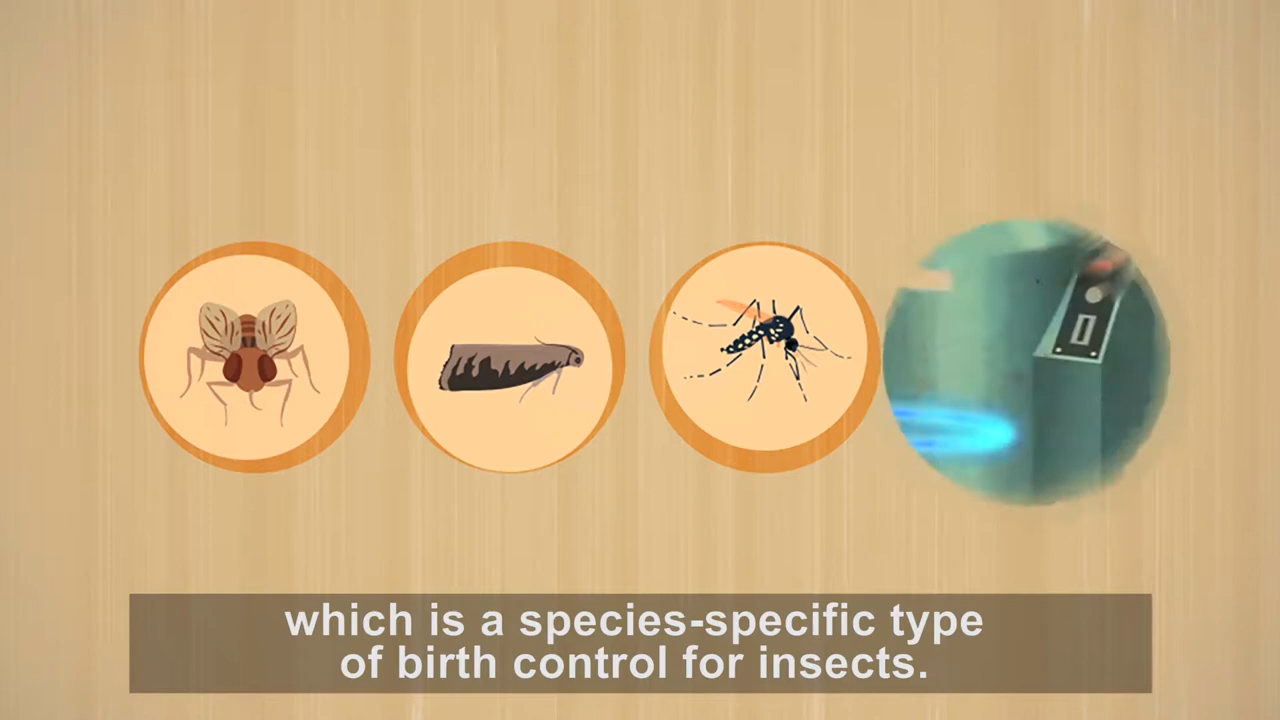 which is a species-specific type
of birth control for insects.